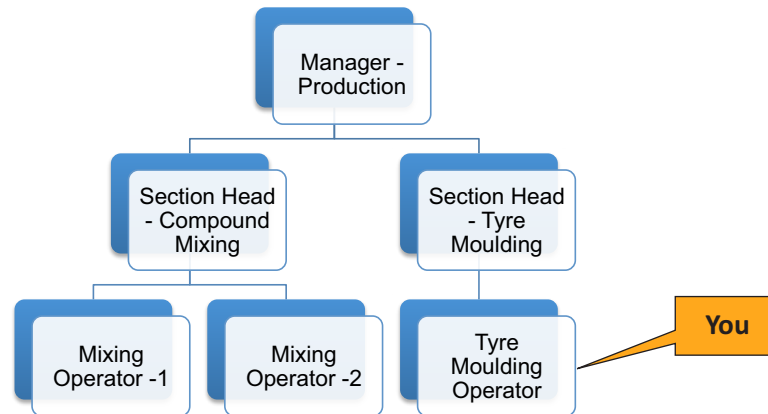 Manager -
Production
Section Head
- Compound
Mixing
Section Head
- Tyre
Moulding
Mixing
Operator -1
Mixing
Operator -2
Tyre
Moulding
Operator
You